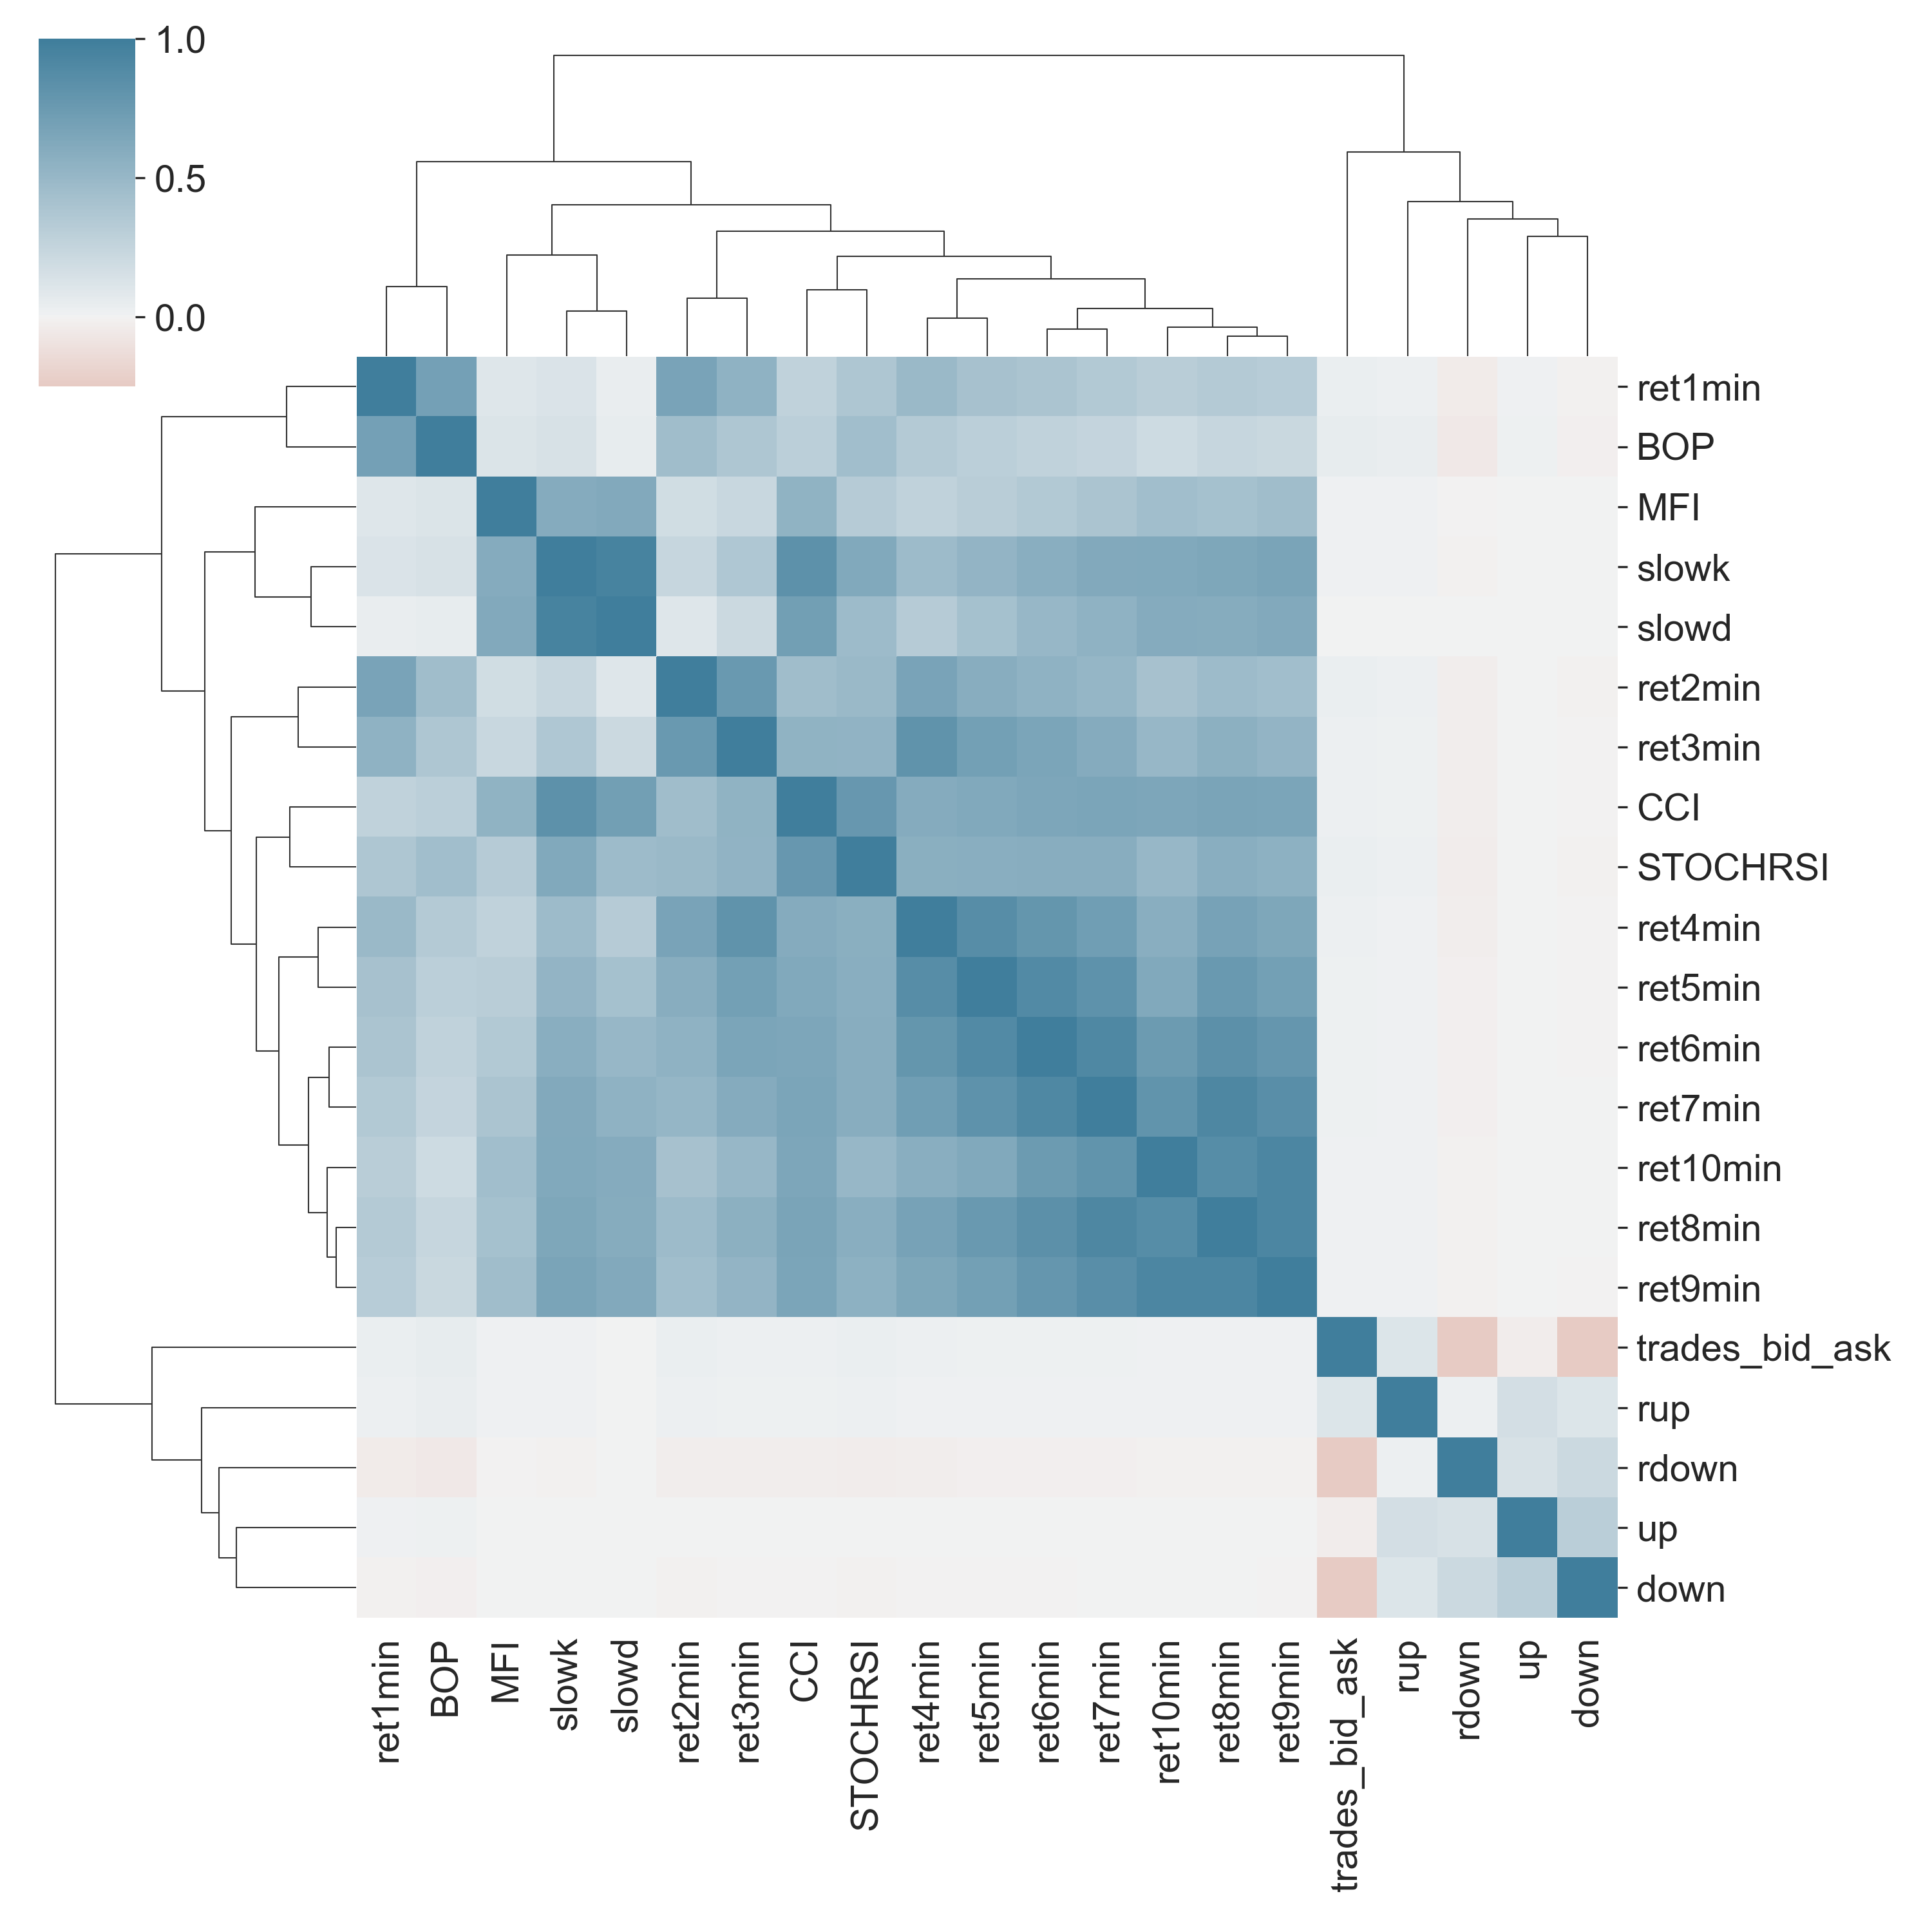 1.0
0.5
0.0
ret1min
BOP
MFI
slowk
slowd
ret2min
ret3min
CCI
STOCHRSI
ret4min
ret5min
ret6min
ret7min
ret10min
ret8min
ret9min
trades_bid_ask
rup
rdown
up
down
ret1min
BOP
MFI
slowk
slowd
ret2min
ret3min
CCI
STOCHRSI
ret4min
ret5min
ret6min
ret7min
ret10min
ret8min
ret9min
trades_bid_ask
rup
rdown
up
down